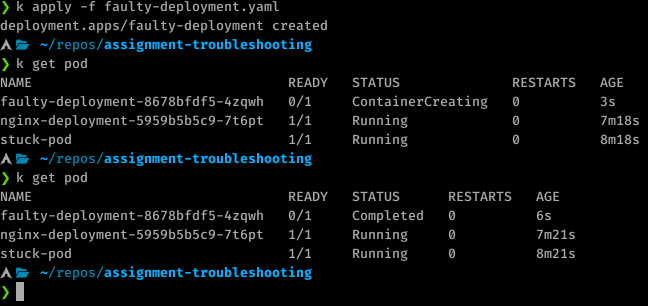 ❯ k apply -f faulty-deployment.yaml
deployment.apps/faulty-deployment created
~/repos/assignment-troubleshooting
❯ k get pod
NAME                                READY   STATUS              RESTARTS   AGE
faulty-deployment-8678bfdf5-4zqwh   0/1     ContainerCreating   0          3s
nginx-deployment-5959b5b5c9-7t6pt   1/1     Running             0          7m18s
stuck-pod                           1/1     Running             0          8m18s
~/repos/assignment-troubleshooting
❯ k get pod
NAME                                READY   STATUS      RESTARTS   AGE
faulty-deployment-8678bfdf5-4zqwh   0/1     Completed   0          6s
nginx-deployment-5959b5b5c9-7t6pt   1/1     Running     0          7m21s
stuck-pod                           1/1     Running     0          8m21s
~/repos/assignment-troubleshooting
❯